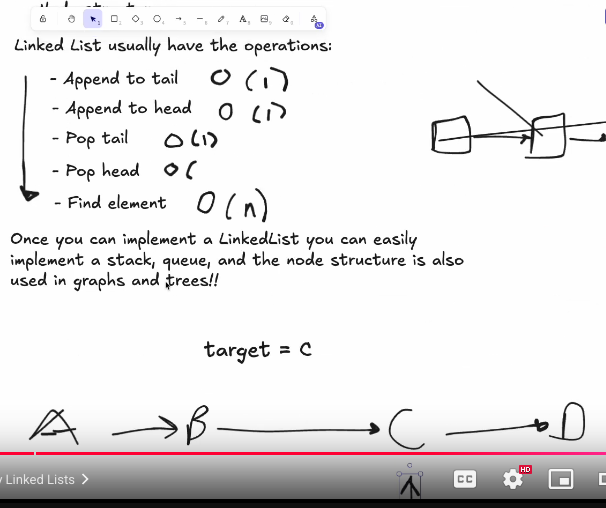 Linked List usually have the operations:
- Append to tail O(1)
- Append to head O(1)
- Pop tail O(1)
- Pop head O(
- Find element O(n)
Once you can implement a LinkedList you can easily
implement a stack, queue, and the node structure is also
used in graphs and trees!!
target = C
A B C D
Linked Lists
CC HD